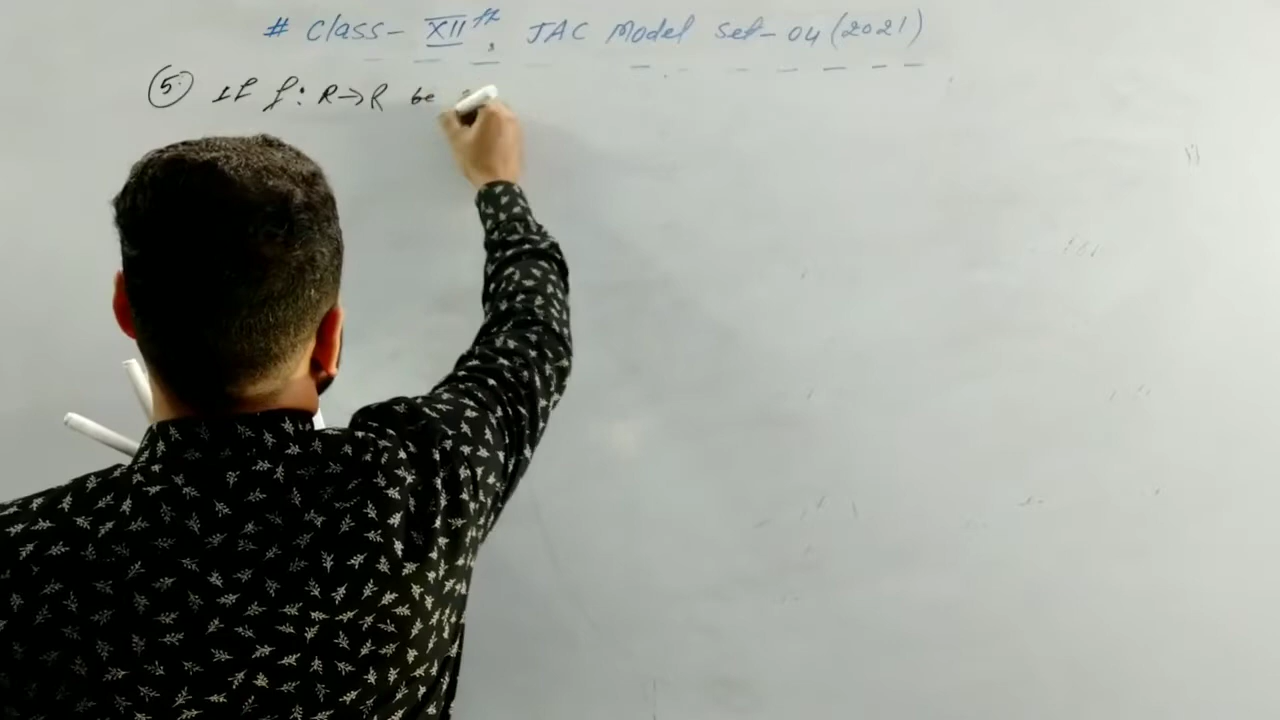 # Class- XIIth, JAC Model Set-04 (2021)
⑤ If f: R→R be